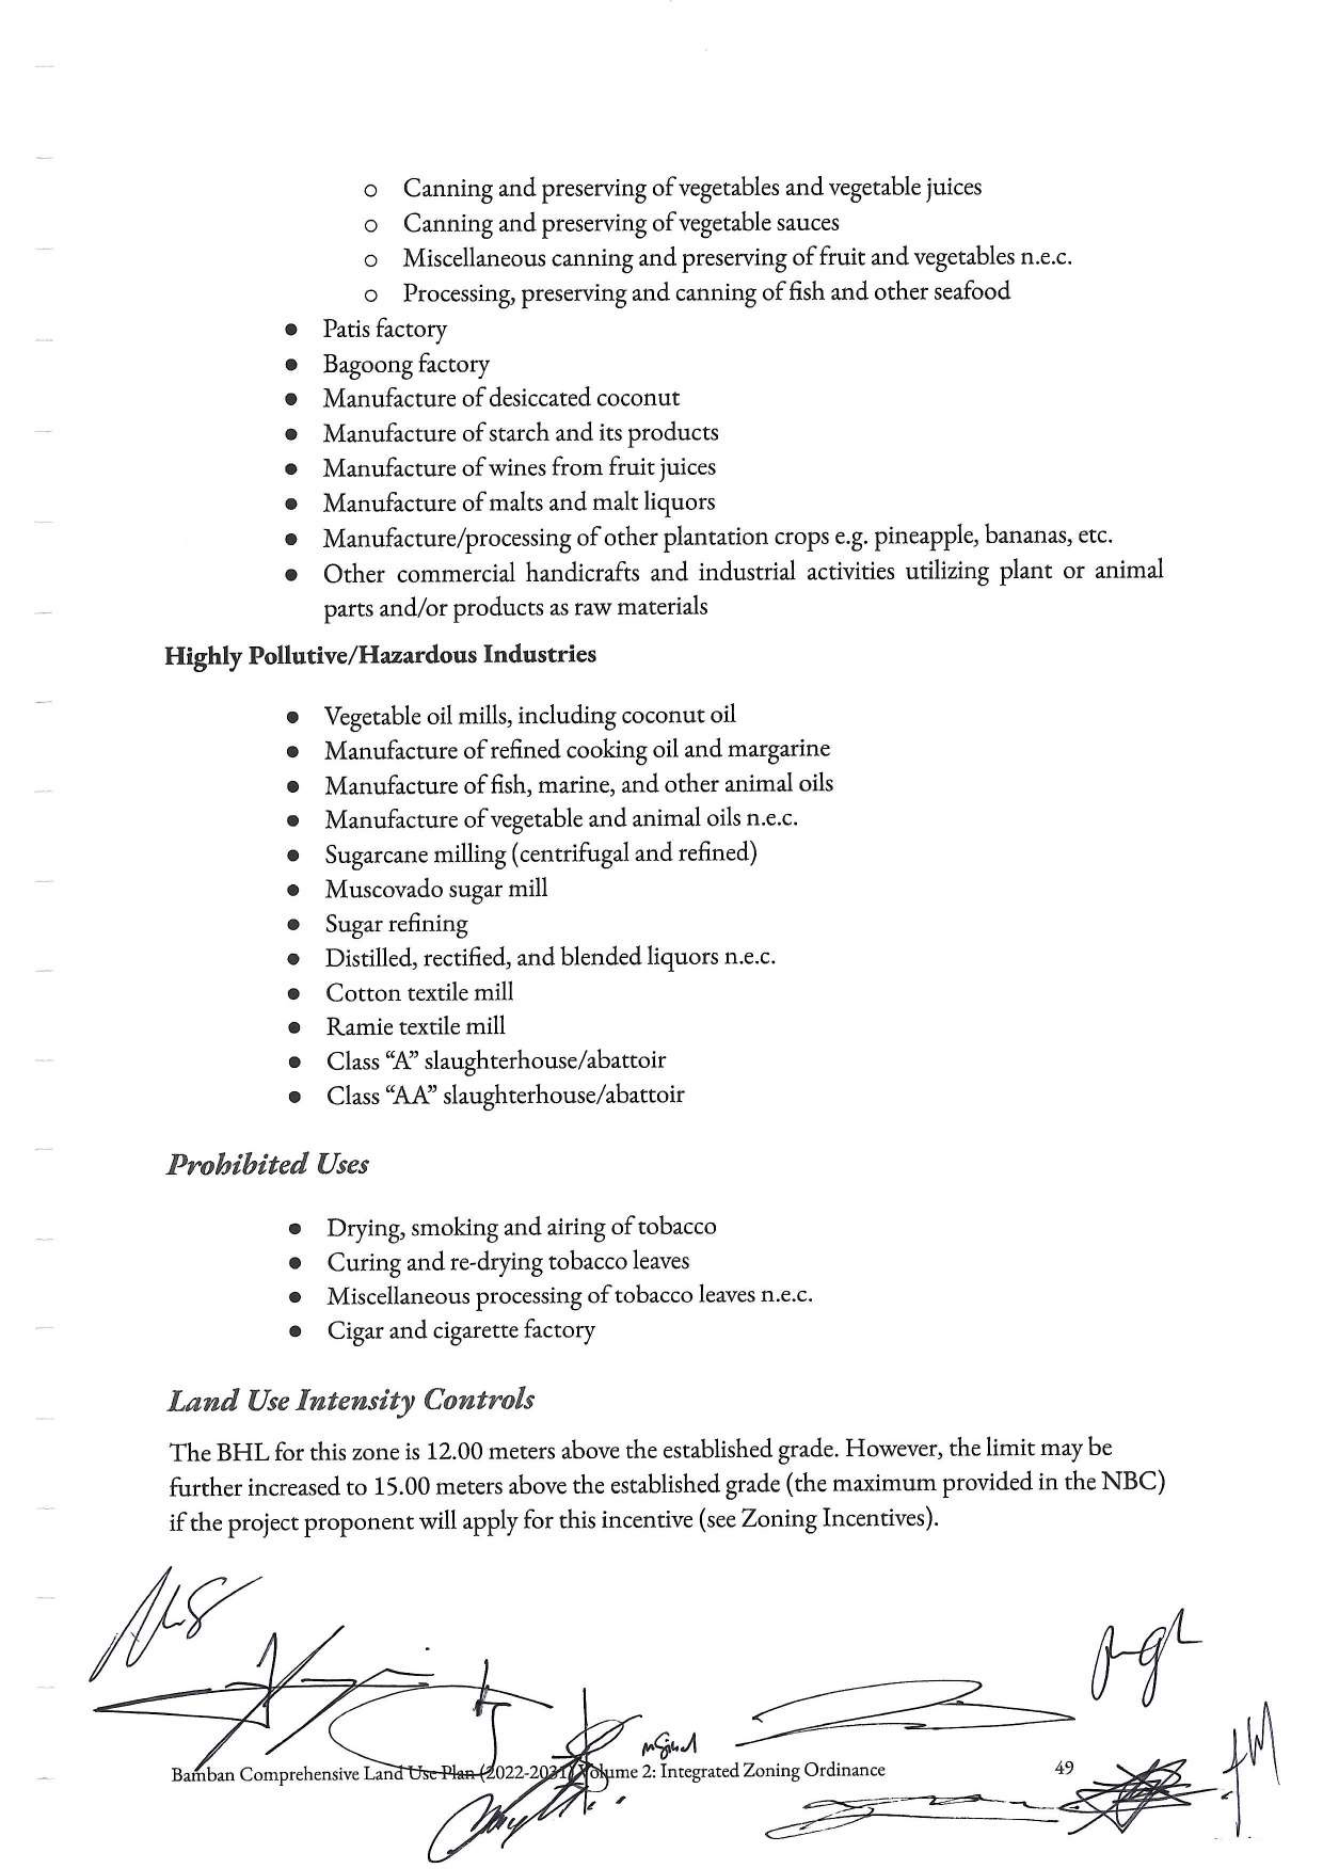 o Canning and preserving of vegetables and vegetable juices
o Canning and preserving of vegetable sauces
o Miscellaneous canning and preserving of fruit and vegetables n.e.c.
o Processing, preserving and canning of fish and other seafood
● Patis factory
● Bagoong factory
● Manufacture of desiccated coconut
● Manufacture of starch and its products
● Manufacture of wines from fruit juices
● Manufacture of malts and malt liquors
● Manufacture/processing of other plantation crops e.g. pineapple, bananas, etc.
● Other commercial handicrafts and industrial activities utilizing plant or animal
parts and/or products as raw materials
Highly Pollutive/Hazardous Industries
● Vegetable oil mills, including coconut oil
● Manufacture of refined cooking oil and margarine
● Manufacture of fish, marine, and other animal oils
● Manufacture of vegetable and animal oils n.e.c.
● Sugarcane milling (centrifugal and refined)
● Muscovado sugar mill
● Sugar refining
● Distilled, rectified, and blended liquors n.e.c.
● Cotton textile mill
● Ramie textile mill
● Class “A” slaughterhouse/abattoir
● Class “AA” slaughterhouse/abattoir
Prohibited Uses
● Drying, smoking and airing of tobacco
● Curing and re-drying tobacco leaves
● Miscellaneous processing of tobacco leaves n.e.c.
● Cigar and cigarette factory
Land Use Intensity Controls
The BHL for this zone is 12.00 meters above the established grade. However, the limit may be
further increased to 15.00 meters above the established grade (the maximum provided in the NBC)
if the project proponent will apply for this incentive (see Zoning Incentives).
Bamban Comprehensive Land Use Plan (2022-2031) Volume 2: Integrated Zoning Ordinance 49